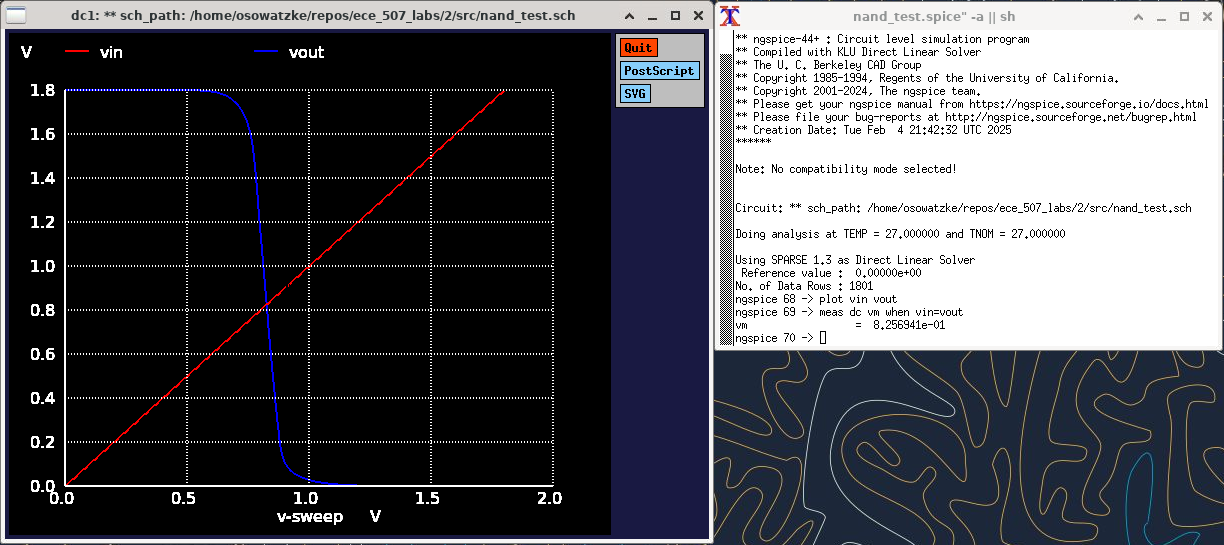 dc1: ** sch_path: /home/osowatzke/repos/ece_507_labs/2/src/nand_test.sch
V vin vout
Quit
PostScript
SVG
1.8
1.6
1.4
1.2
1.0
0.8
0.6
0.4
0.2
0.0
0.0 0.5 1.0 1.5 2.0
v-sweep V
nand_test.spice" -a || sh
** ngspice-44+ : Circuit level simulation program
** Compiled with KLU Direct Linear Solver
** The U. C. Berkeley CAD Group
** Copyright 1985-1994, Regents of the University of California.
** Copyright 2001-2024, The ngspice team.
** Please get your ngspice manual from https://ngspice.sourceforge.io/docs.html
** Please file your bug-reports at http://ngspice.sourceforge.net/bugrep.html
** Creation Date: Tue Feb  4 21:42:32 UTC 2025
******
Note: No compatibility mode selected!
Circuit: ** sch_path: /home/osowatzke/repos/ece_507_labs/2/src/nand_test.sch
Doing analysis at TEMP = 27.000000 and TNOM = 27.000000
Using SPARSE 1.3 as Direct Linear Solver
Reference value :  0.00000e+00
No. of Data Rows : 1801
ngspice 68 -> plot vin vout
ngspice 69 -> meas dc vm when vin=vout
vm                  =  8.256941e-01
ngspice 70 ->